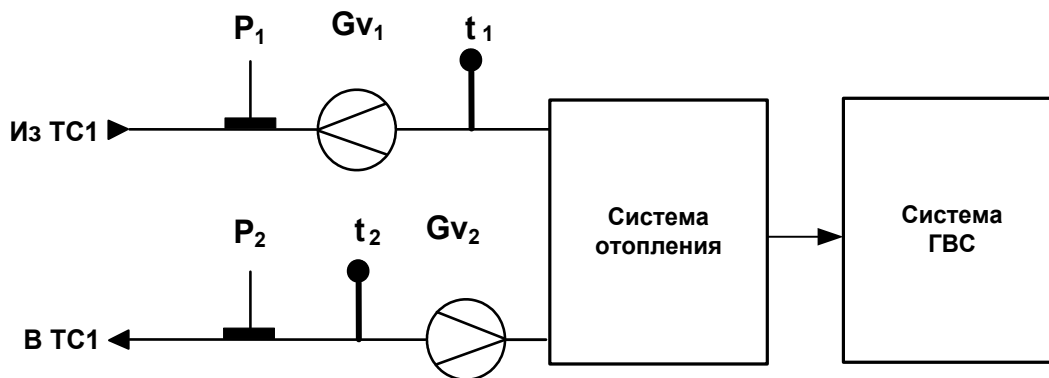 P₁ Gv₁ t₁
Из ТС1
P₂ t₂ Gv₂
В ТС1
Система
отопления
Система
ГВС